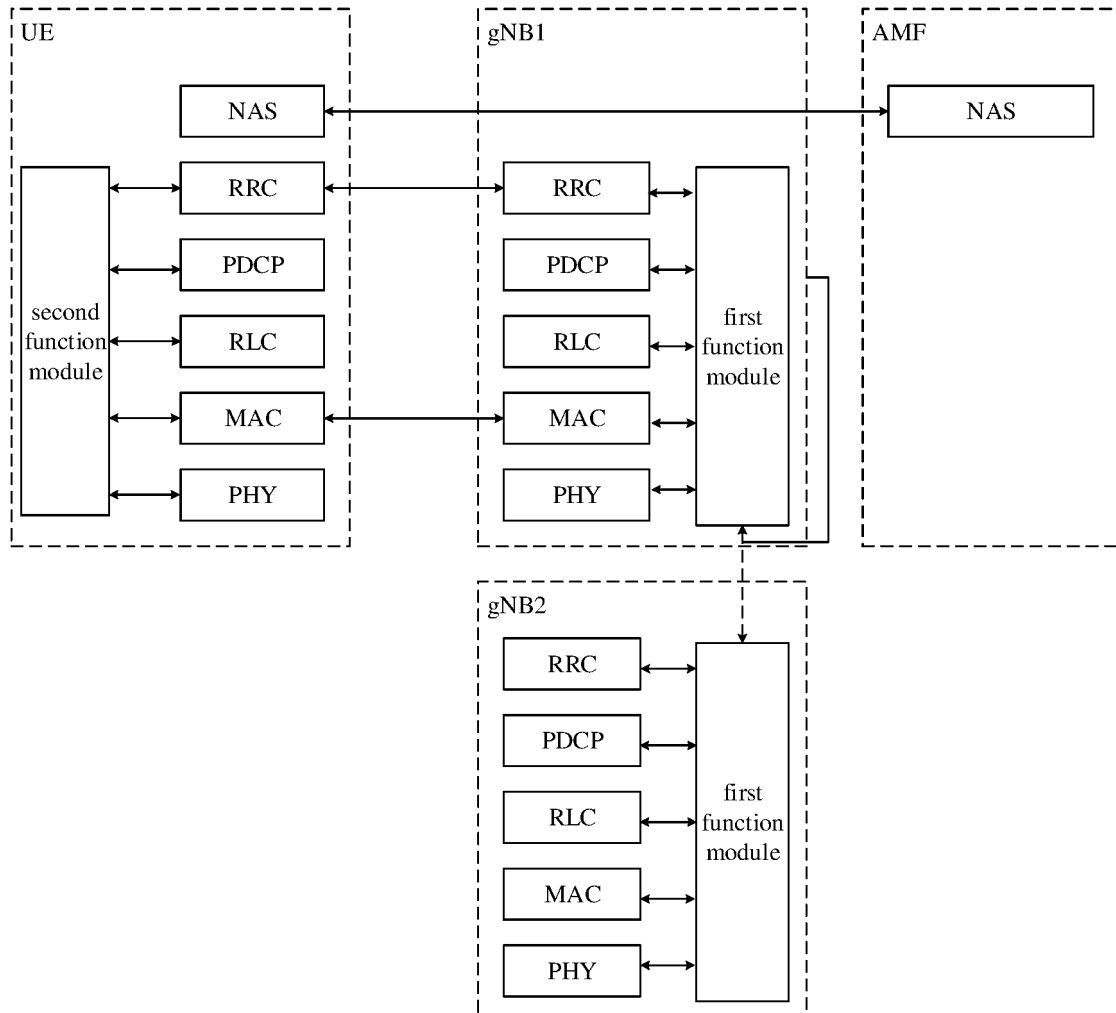 UE
NAS
RRC
PDCP
RLC
MAC
PHY
second
function
module
gNB1
RRC
PDCP
RLC
MAC
PHY
first
function
module
AMF
NAS
gNB2
RRC
PDCP
RLC
MAC
PHY
first
function
module